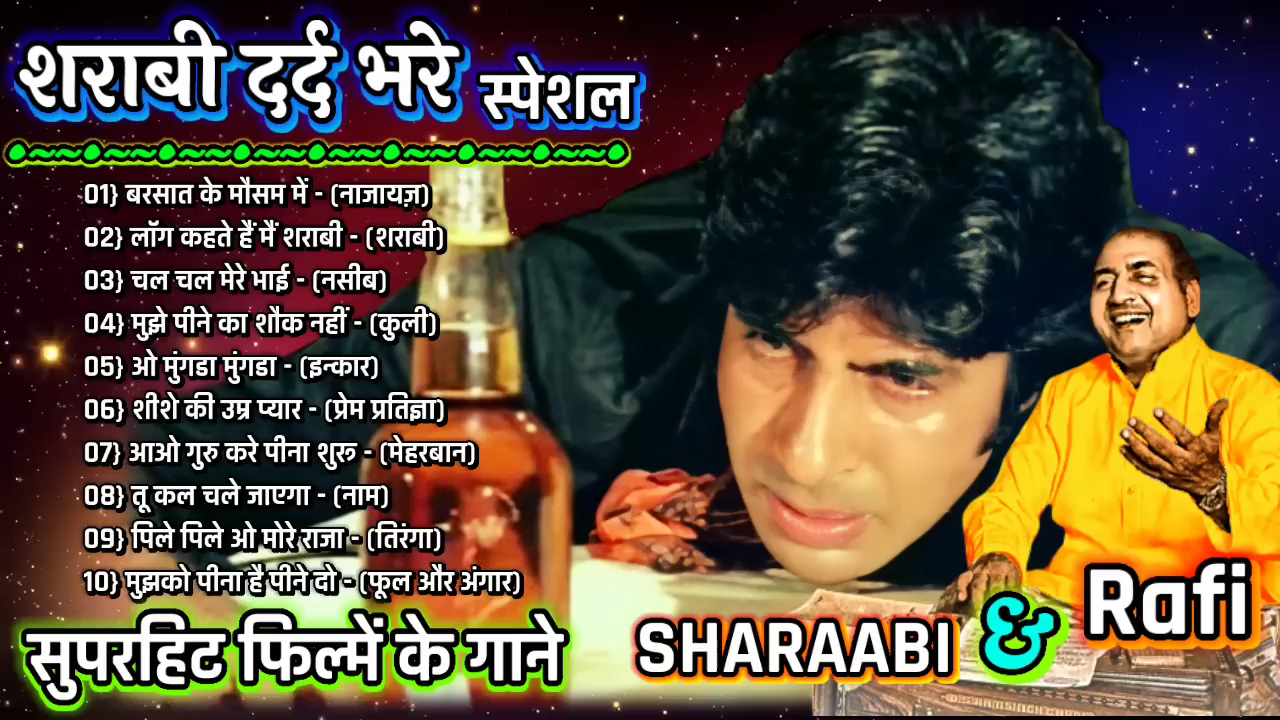 शराबी दर्द भरे स्पेशल
01} बरसात के मौसम में - (नाजायज़)
02} लॉग कहते हैं मैं शराबी - (शराबी)
03} चल चल मेरे भाई - (नसीब)
04} मुझे पीने का शौक नहीं - (कुली)
05} ओ मुंगडा मुंगडा - (इन्कार)
06} शीशे की उम्र प्यार - (प्रेम प्रतिज्ञा)
07} आओ गुरु करे पीना शुरू - (मेहरबान)
08} तू कल चले जाएगा - (नाम)
09} पिले पिले ओ मोरे राजा - (तिरंगा)
10} मुझको पीना है पीने दो - (फूल और अंगार)
सुपरहिट फिल्में के गाने
SHARAABI & Rafi